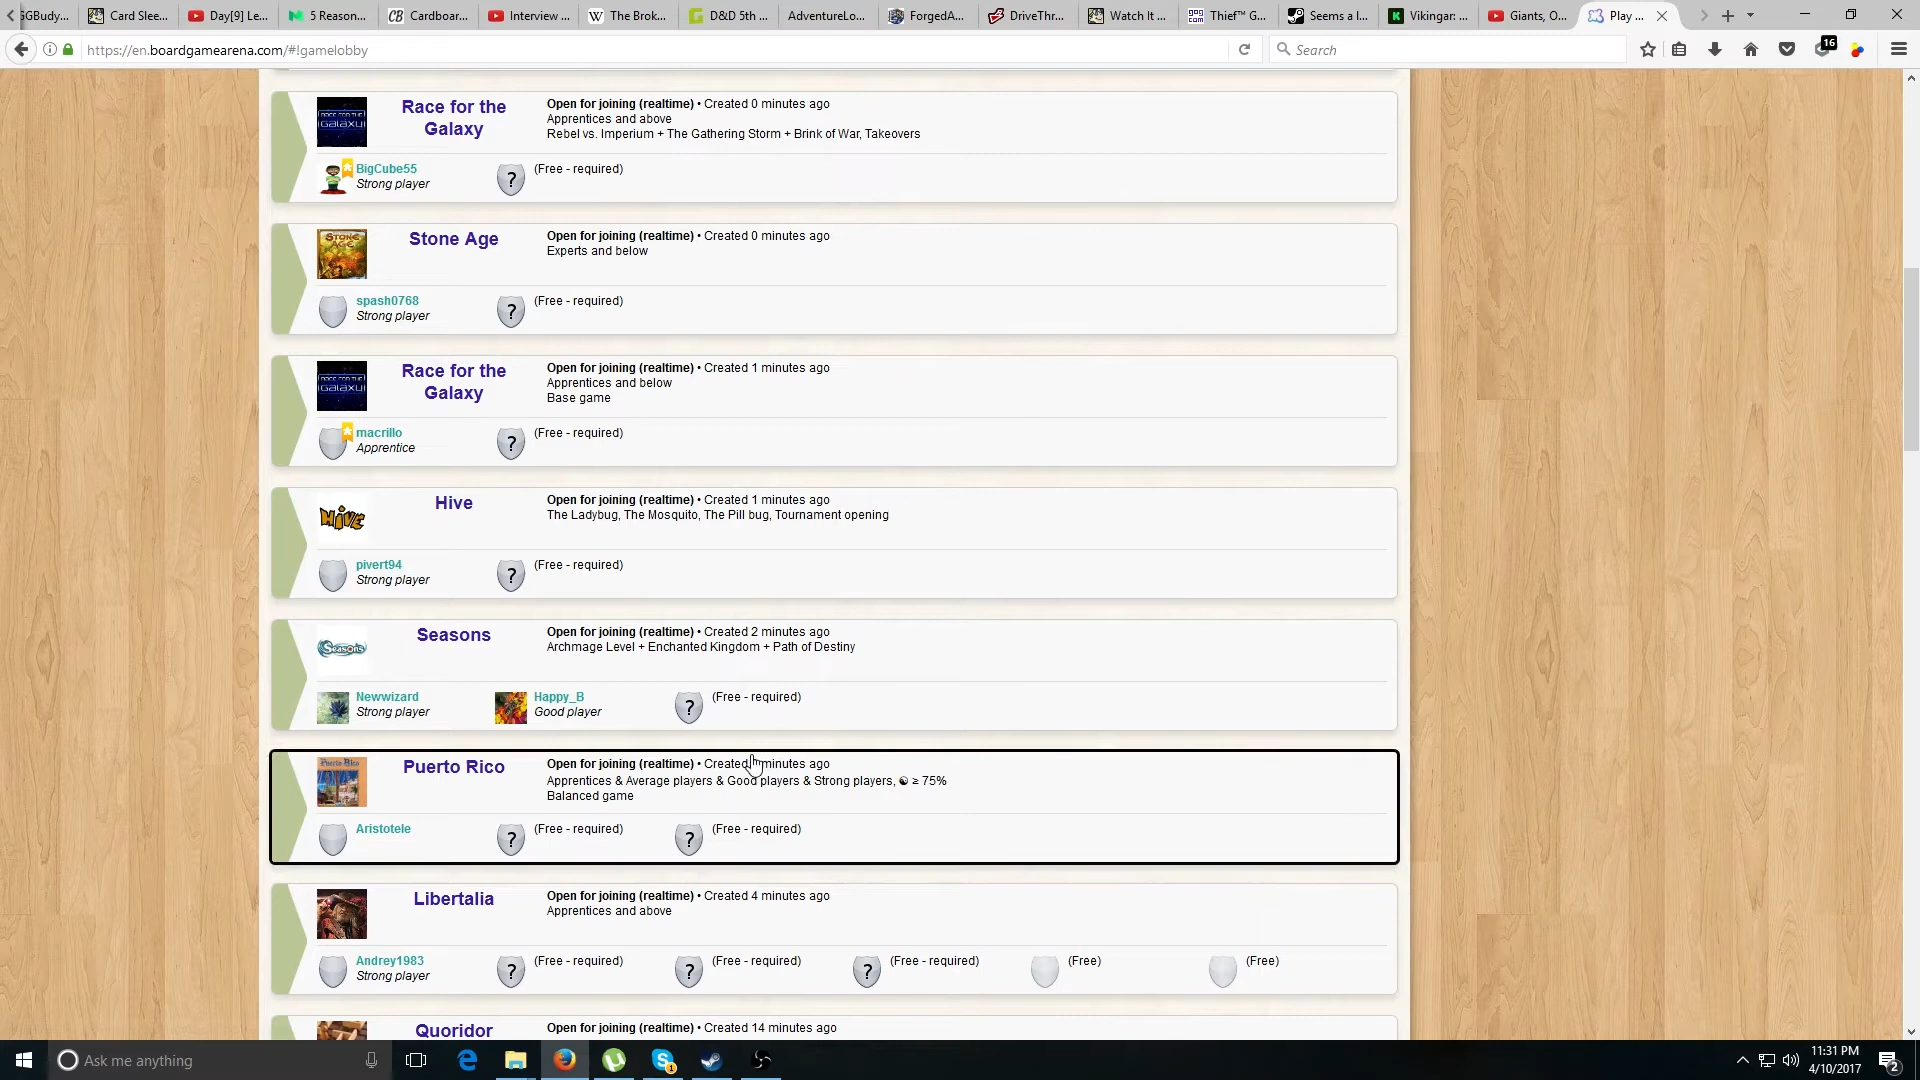 GGBudy...
Card Slee...
Day[9] Le...
5 Reason...
Cardboar...
Interview ...
The Brok...
D&D 5th ...
AdventureLo...
ForgedA...
DriveThr...
Watch It ...
Thief™ G...
Seems a l...
Vikingar: ...
Giants, O...
Play ...
https://en.boardgamearena.com/#!gamelobby
Search
16
Race for the
Galaxy
Open for joining (realtime) • Created 0 minutes ago
Apprentices and above
Rebel vs. Imperium + The Gathering Storm + Brink of War, Takeovers
BigCube55
Strong player
? (Free - required)
STONE AGE
Stone Age
Open for joining (realtime) • Created 0 minutes ago
Experts and below
spash0768
Strong player
? (Free - required)
Race for the
Galaxy
Open for joining (realtime) • Created 1 minutes ago
Apprentices and below
Base game
macrillo
Apprentice
? (Free - required)
HIVE
Hive
Open for joining (realtime) • Created 1 minutes ago
The Ladybug, The Mosquito, The Pill bug, Tournament opening
pivert94
Strong player
? (Free - required)
Seasons
Seasons
Open for joining (realtime) • Created 2 minutes ago
Archmage Level + Enchanted Kingdom + Path of Destiny
Newwizard
Strong player
Happy_B
Good player
? (Free - required)
Puerto Rico
Puerto Rico
Open for joining (realtime) • Created minutes ago
Apprentices & Average players & Good players & Strong players, ☯ ≥ 75%
Balanced game
Aristotele
? (Free - required) ? (Free - required)
Libertalia
Open for joining (realtime) • Created 4 minutes ago
Apprentices and above
Andrey1983
Strong player
? (Free - required) ? (Free - required) ? (Free - required) (Free) (Free)
Quoridor
Open for joining (realtime) • Created 14 minutes ago
Ask me anything
1
11:31 PM
4/10/2017
2